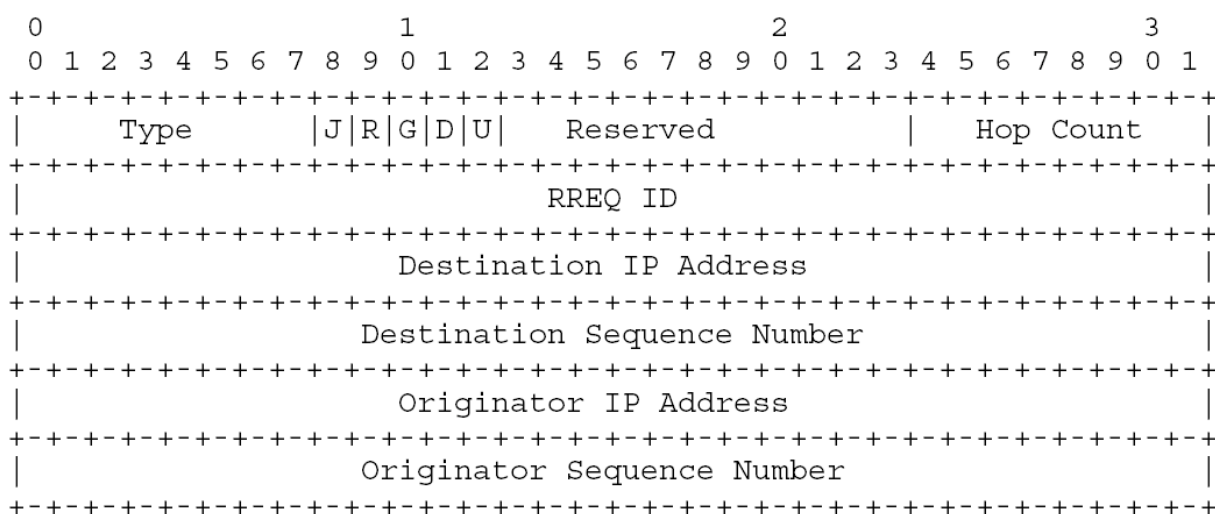 0                   1                   2                   3
 0 1 2 3 4 5 6 7 8 9 0 1 2 3 4 5 6 7 8 9 0 1 2 3 4 5 6 7 8 9 0 1
+-+-+-+-+-+-+-+-+-+-+-+-+-+-+-+-+-+-+-+-+-+-+-+-+-+-+-+-+-+-+-+-+
|     Type      |J|R|G|D|U|   Reserved          |   Hop Count   |
+-+-+-+-+-+-+-+-+-+-+-+-+-+-+-+-+-+-+-+-+-+-+-+-+-+-+-+-+-+-+-+-+
|                            RREQ ID                            |
+-+-+-+-+-+-+-+-+-+-+-+-+-+-+-+-+-+-+-+-+-+-+-+-+-+-+-+-+-+-+-+-+
|                    Destination IP Address                     |
+-+-+-+-+-+-+-+-+-+-+-+-+-+-+-+-+-+-+-+-+-+-+-+-+-+-+-+-+-+-+-+-+
|                  Destination Sequence Number                  |
+-+-+-+-+-+-+-+-+-+-+-+-+-+-+-+-+-+-+-+-+-+-+-+-+-+-+-+-+-+-+-+-+
|                    Originator IP Address                      |
+-+-+-+-+-+-+-+-+-+-+-+-+-+-+-+-+-+-+-+-+-+-+-+-+-+-+-+-+-+-+-+-+
|                  Originator Sequence Number                   |
+-+-+-+-+-+-+-+-+-+-+-+-+-+-+-+-+-+-+-+-+-+-+-+-+-+-+-+-+-+-+-+-+